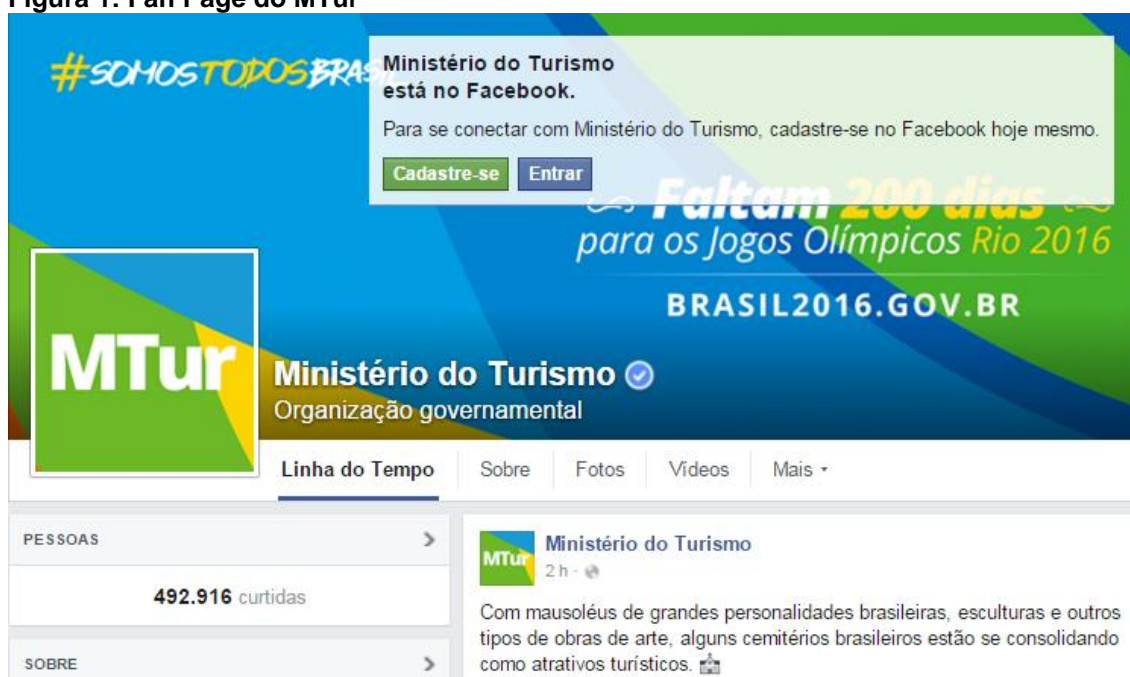 Figura 1: Fan Page do MTur
#SOMOSTODOSBRASIL
Ministério do Turismo
está no Facebook.
Para se conectar com Ministério do Turismo, cadastre-se no Facebook hoje mesmo.
Cadastre-se Entrar
Faltam 200 dias
para os Jogos Olímpicos Rio 2016
BRASIL2016.GOV.BR
MTur
Ministério do Turismo
Organização governamental
Linha do Tempo Sobre Fotos Vídeos Mais
PESSOAS
492.916 curtidas
SOBRE
MTur
Ministério do Turismo
2 h ·
Com mausoléus de grandes personalidades brasileiras, esculturas e outros
tipos de obras de arte, alguns cemitérios brasileiros estão se consolidando
como atrativos turísticos.